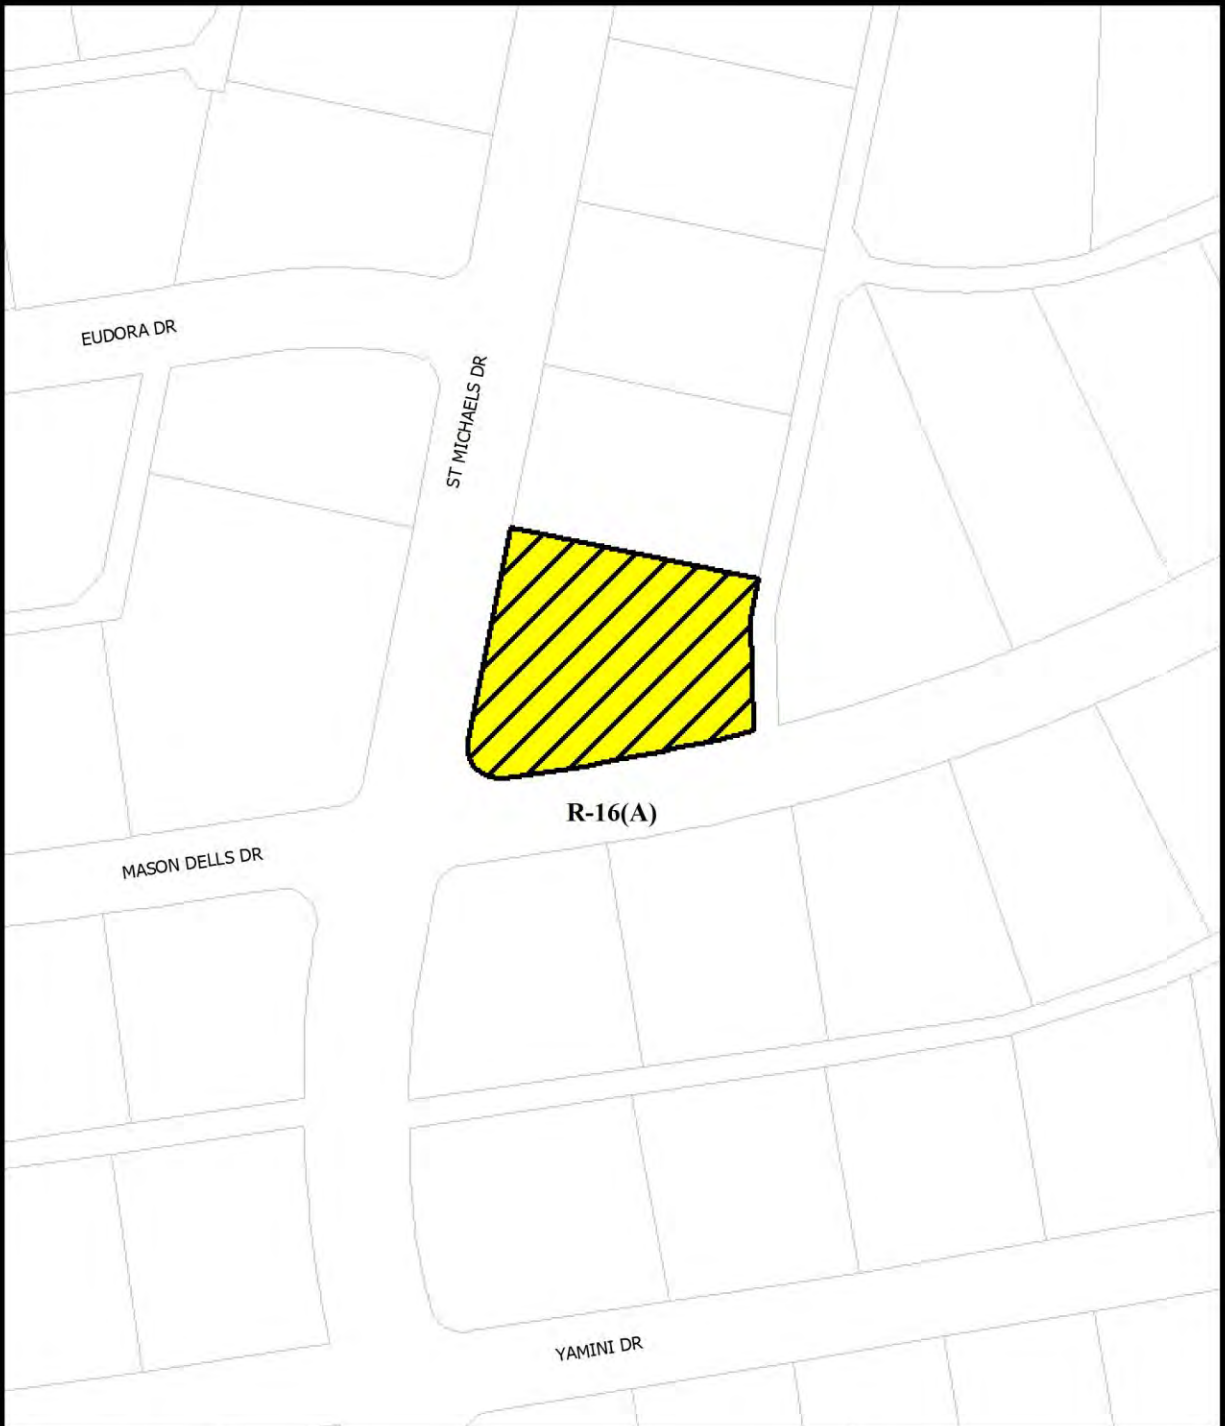 EUDORA DR
ST MICHAELS DR
R-16(A)
MASON DELLS DR
YAMINI DR